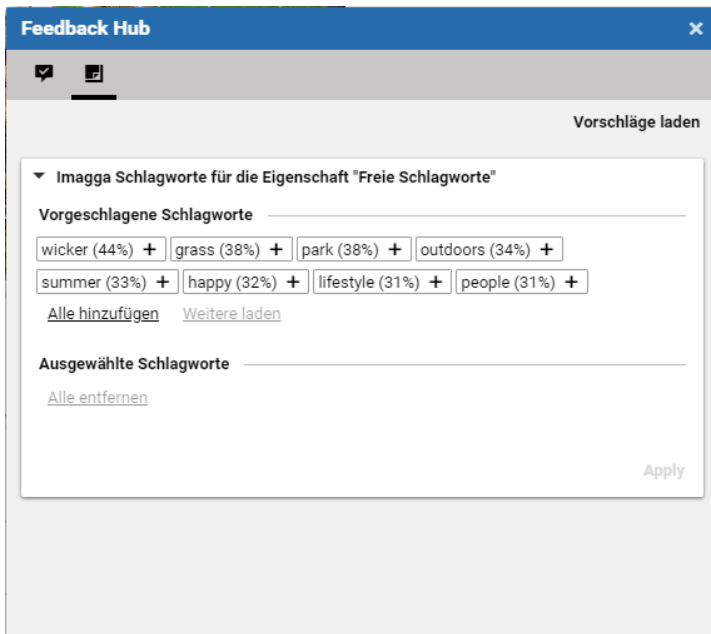 Feedback Hub
Vorschläge laden
Imagga Schlagworte für die Eigenschaft "Freie Schlagworte"
Vorgeschlagene Schlagworte
wicker (44%) + grass (38%) + park (38%) + outdoors (34%) +
summer (33%) + happy (32%) + lifestyle (31%) + people (31%) +
Alle hinzufügen Weitere laden
Ausgewählte Schlagworte
Alle entfernen
Apply